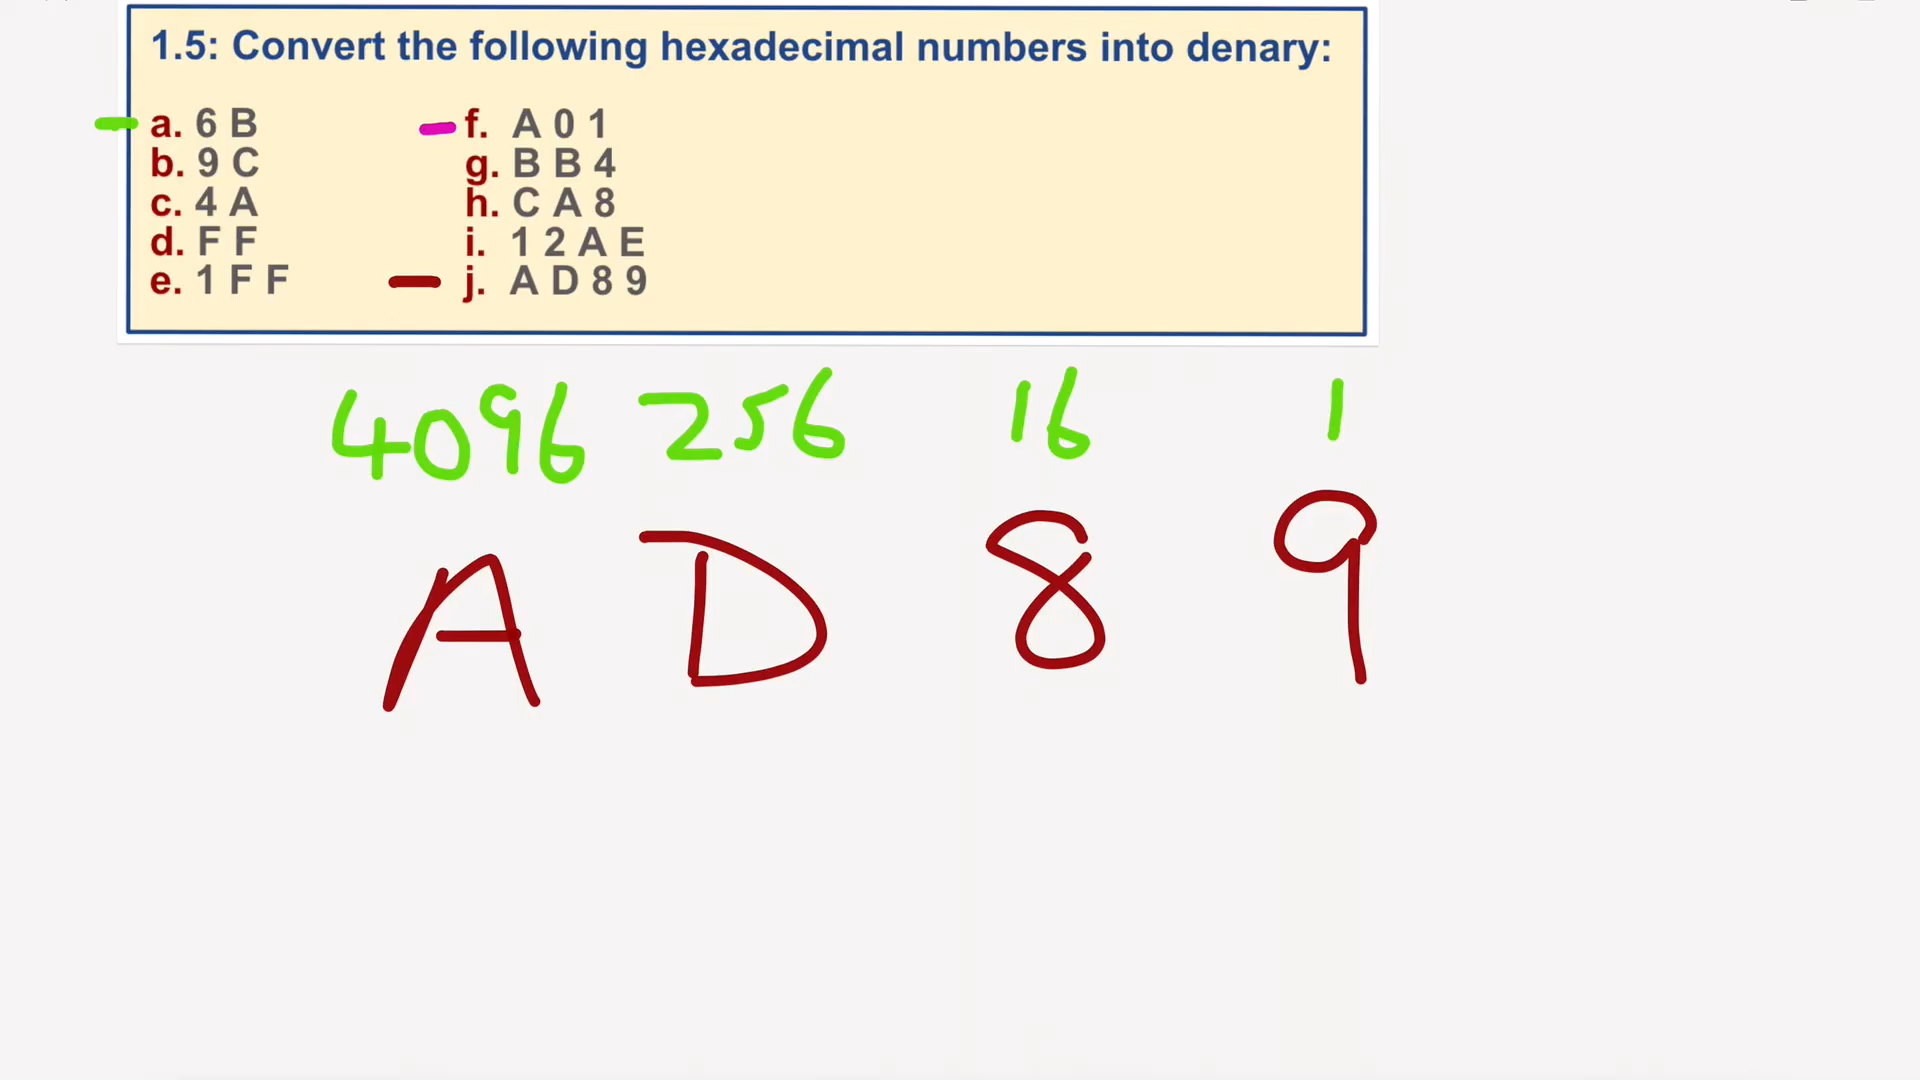 1.5: Convert the following hexadecimal numbers into denary:
a. 6 B
b. 9 C
c. 4 A
d. F F
e. 1 F F
f. A 0 1
g. B B 4
h. C A 8
i. 1 2 A E
j. A D 8 9
4096 256 16 1
A D 8 9